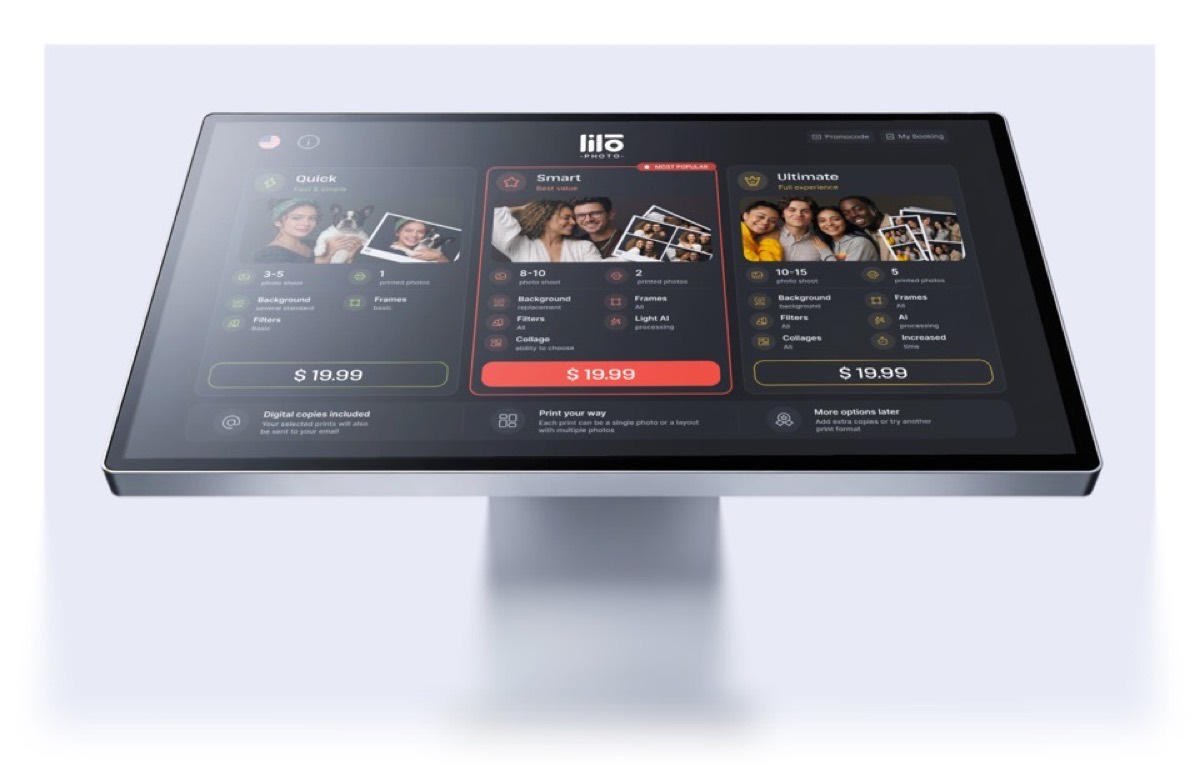 lilō
-PHOTO-
Promocode
My Booking
Quick
Fast & simple
3-5
photo shoot
1
printed photos
Background
several standard
Frames
basic
Filters
Basic
$ 19.99
MOST POPULAR
Smart
Best value
8-10
photo shoot
2
printed photos
Background
replacement
Frames
All
Filters
All
Light AI
processing
Collage
ability to choose
$ 19.99
Ultimate
Full experience
10-15
photo shoot
5
printed photos
Background
background
Frames
All
Filters
All
AI
processing
Collages
All
Increased
time
$ 19.99
Digital copies included
Your selected prints will also
be sent to your email
Print your way
Each print can be a single photo or a layout
with multiple photos
More options later
Add extra copies or try another
print format